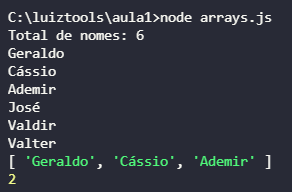 C:\luiztools\aula1>node arrays.js
Total de nomes: 6
Geraldo
Cássio
Ademir
José
Valdir
Valter
[ 'Geraldo', 'Cássio', 'Ademir' ]
2